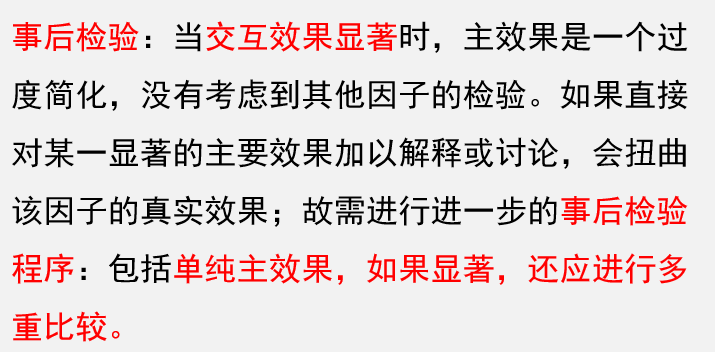 事后检验：当交互效果显著时，主效果是一个过
度简化，没有考虑到其他因子的检验。如果直接
对某一显著的主要效果加以解释或讨论，会扭曲
该因子的真实效果；故需进行进一步的事后检验
程序：包括单纯主效果，如果显著，还应进行多
重比较。